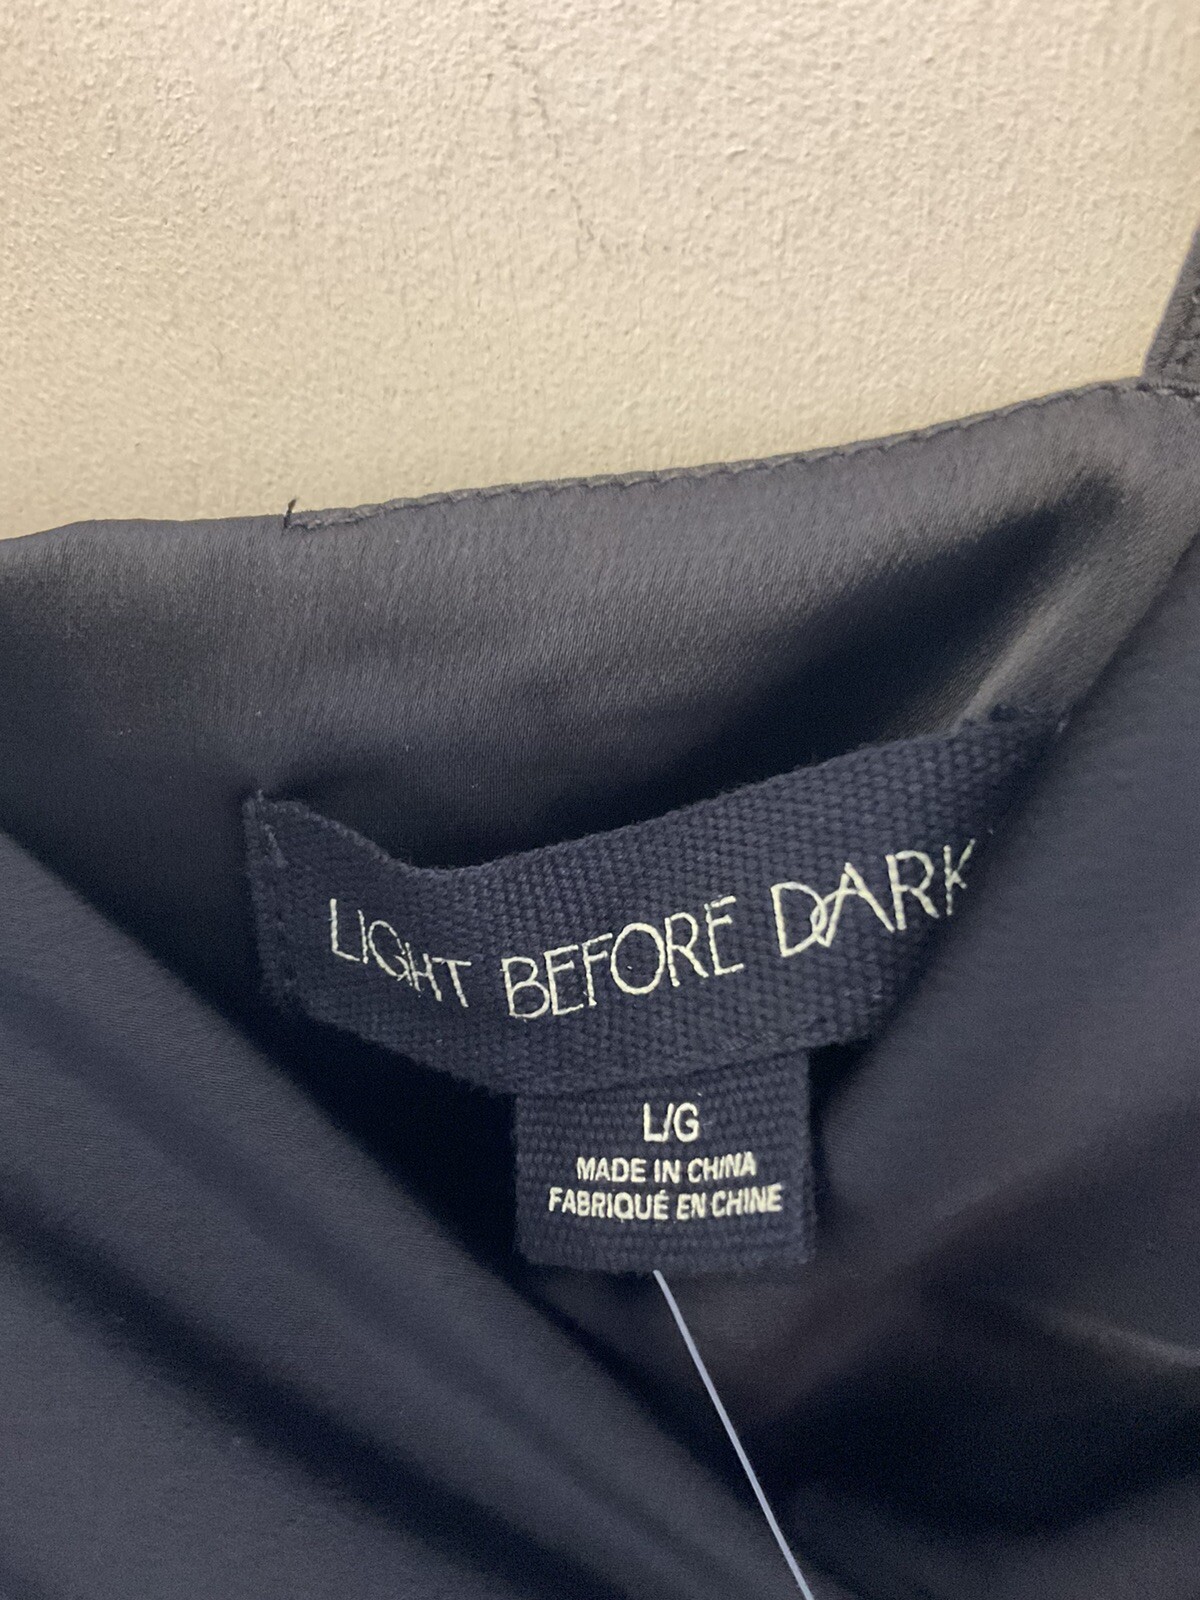 LIGHT BEFORE DARK
L/G
MADE IN CHINA
FABRIQUÉ EN CHINE